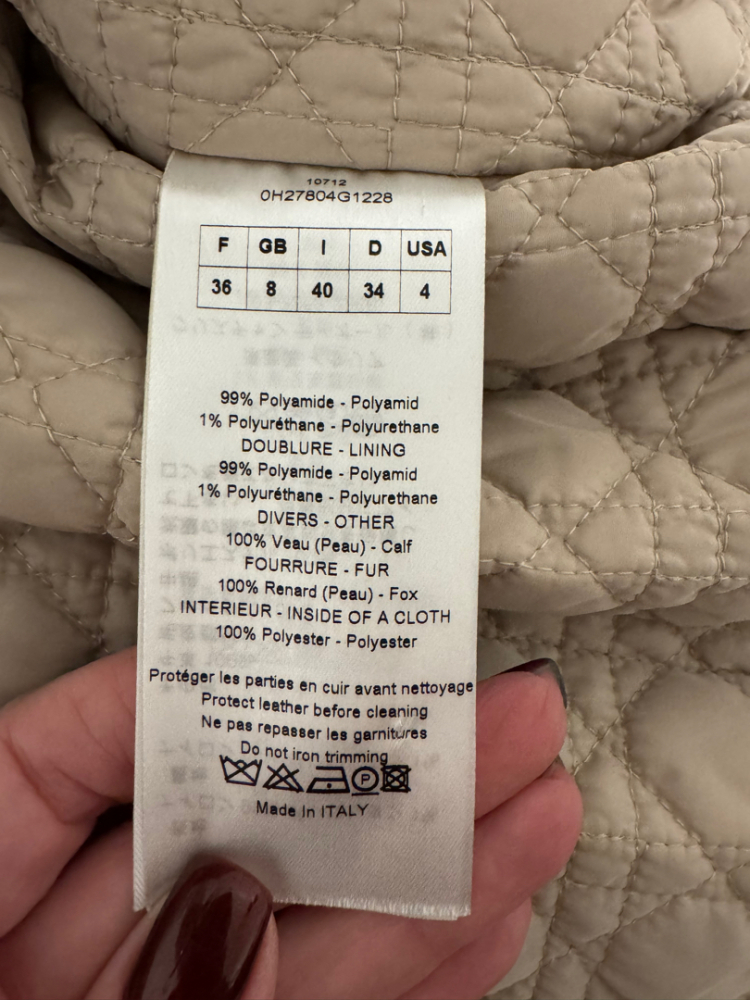 10712
0H27804G1228
F GB I D USA
36 8 40 34 4
99% Polyamide - Polyamid
1% Polyuréthane - Polyurethane
DOUBLURE - LINING
99% Polyamide - Polyamid
1% Polyuréthane - Polyurethane
DIVERS - OTHER
100% Veau (Peau) - Calf
FOURRURE - FUR
100% Renard (Peau) - Fox
INTERIEUR - INSIDE OF A CLOTH
100% Polyester - Polyester
Protéger les parties en cuir avant nettoyage
Protect leather before cleaning
Ne pas repasser les garnitures
Do not iron trimming
P
Made In ITALY